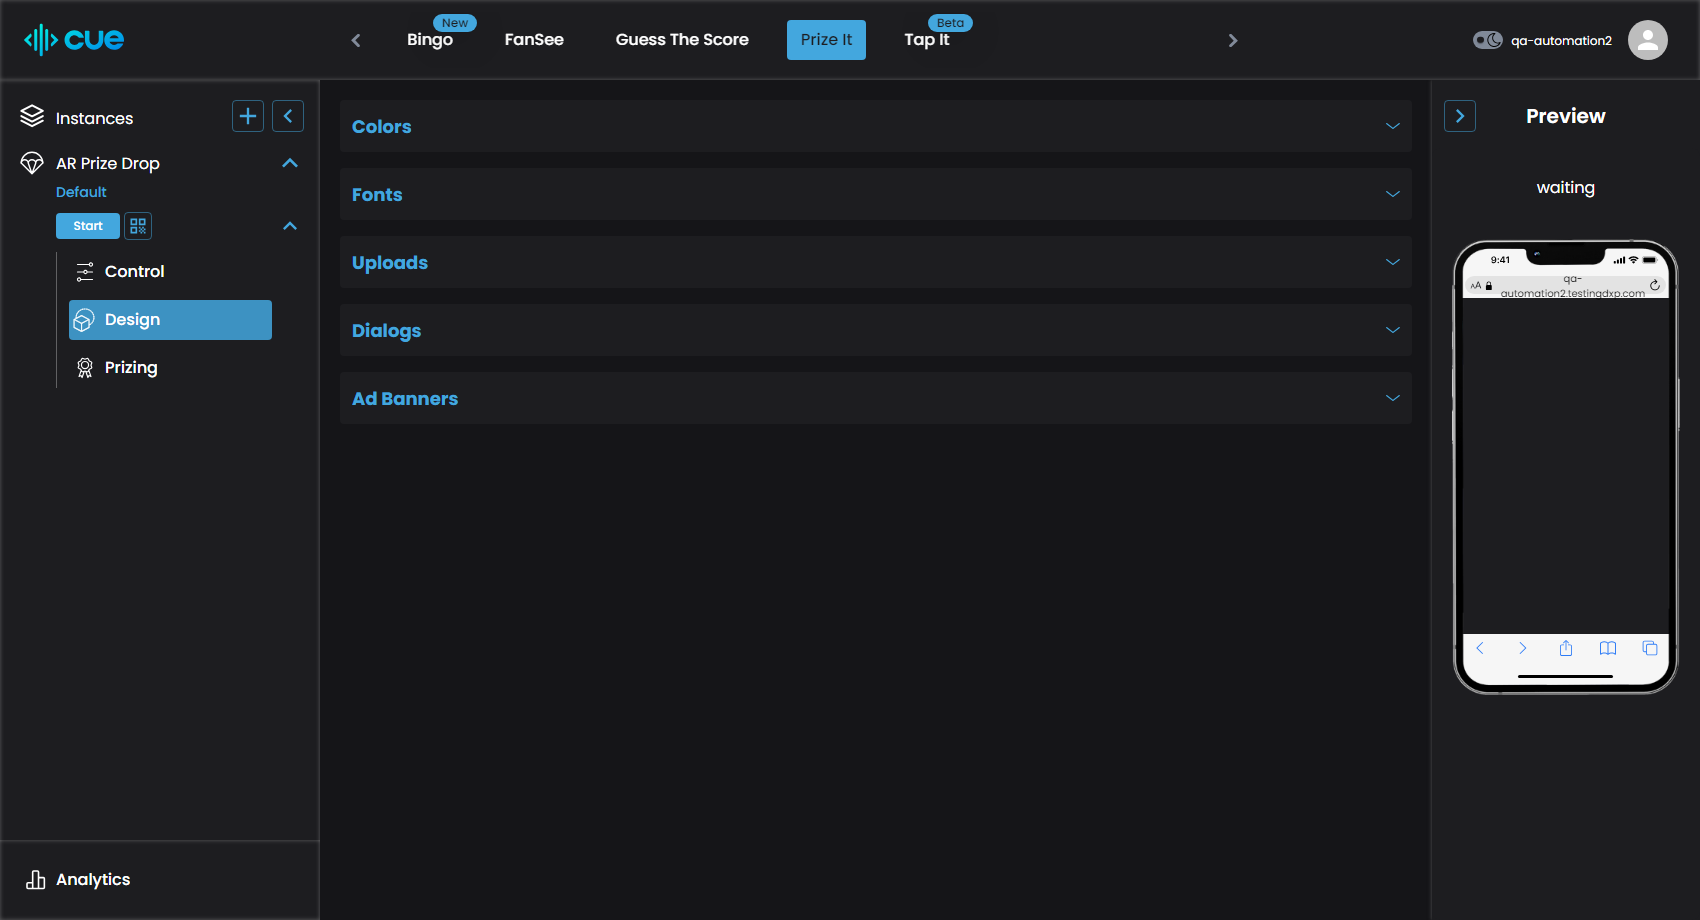 cue
New
Bingo
FanSee
Guess The Score
Prize It
Beta
Tap It
qa-automation2
Instances
AR Prize Drop
Default
Start
Control
Design
Prizing
Analytics
Colors
Fonts
Uploads
Dialogs
Ad Banners
Preview
waiting
9:41
AA
qa-
automation2.testingdxp.com